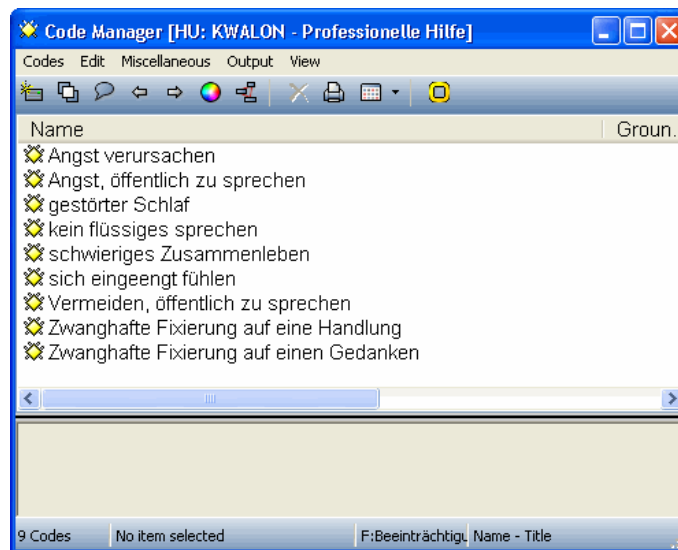 Code Manager [HU: KWALON - Professionelle Hilfe]
Codes Edit Miscellaneous Output View
Name Groun.
Angst verursachen
Angst, öffentlich zu sprechen
gestörter Schlaf
kein flüssiges sprechen
schwieriges Zusammenleben
sich eingeengt fühlen
Vermeiden, öffentlich zu sprechen
Zwanghafte Fixierung auf eine Handlung
Zwanghafte Fixierung auf einen Gedanken
9 Codes No item selected F:Beeinträchtigu Name - Title